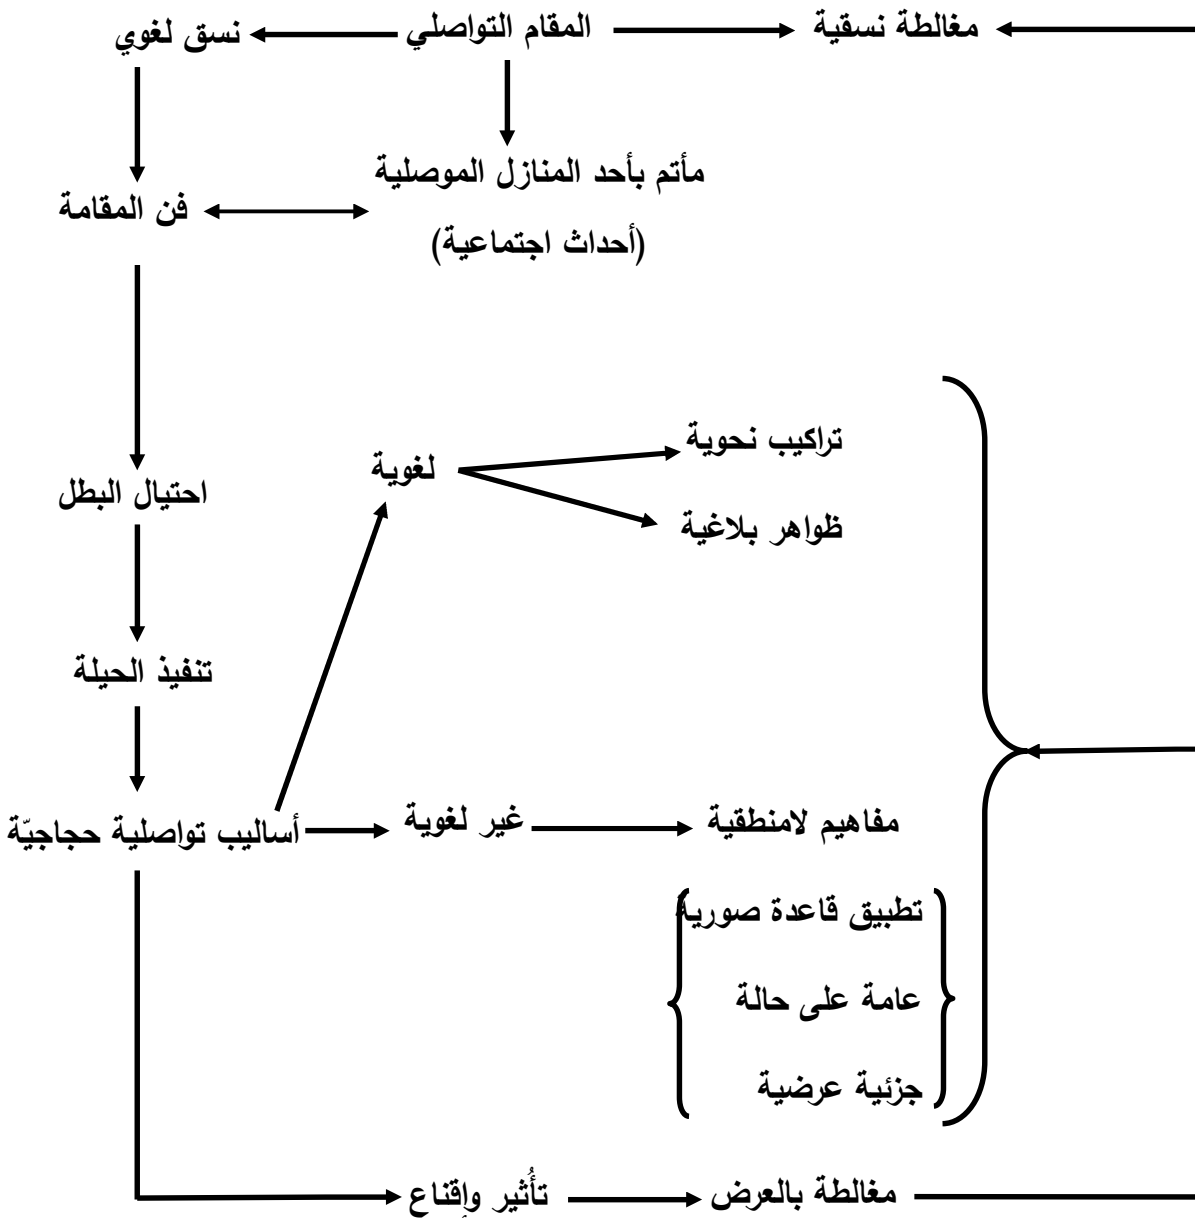 مغالطة نسقية
المقام التواصلي
نسق لغوي
مأتم بأحد المنازل الموصلية
(أحداث اجتماعية)
فن المقامة
تراكيب نحوية
لغوية
ظواهر بلاغية
احتيال البطل
تنفيذ الحيلة
مفاهيم لامنطقية
غير لغوية
أساليب تواصلية حجاجيّة
تطبيق قاعدة صورية
عامة على حالة
جزئية عرضية
مغالطة بالعرض
تأثير وإقناع